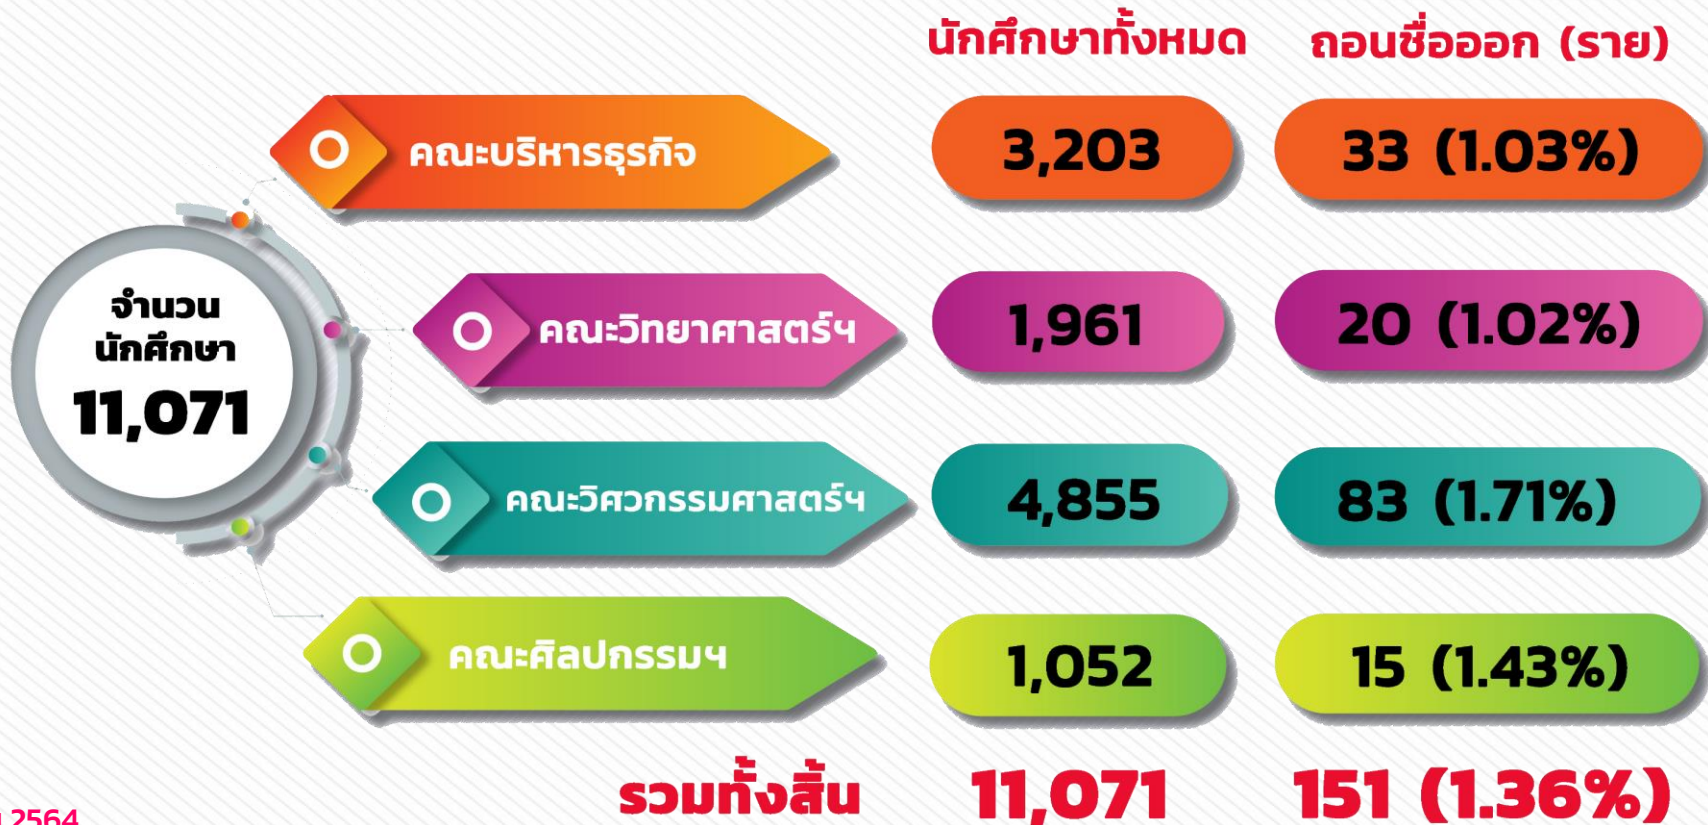 นักศึกษาทั้งหมด ถอนชื่อออก (ราย)
คณะบริหารธุรกิจ 3,203 33 (1.03%)
จำนวน
นักศึกษา
11,071
คณะวิทยาศาสตร์ฯ 1,961 20 (1.02%)
คณะวิศวกรรมศาสตร์ฯ 4,855 83 (1.71%)
คณะศิลปกรรมฯ 1,052 15 (1.43%)
รวมทั้งสิ้น 11,071 151 (1.36%)
2564